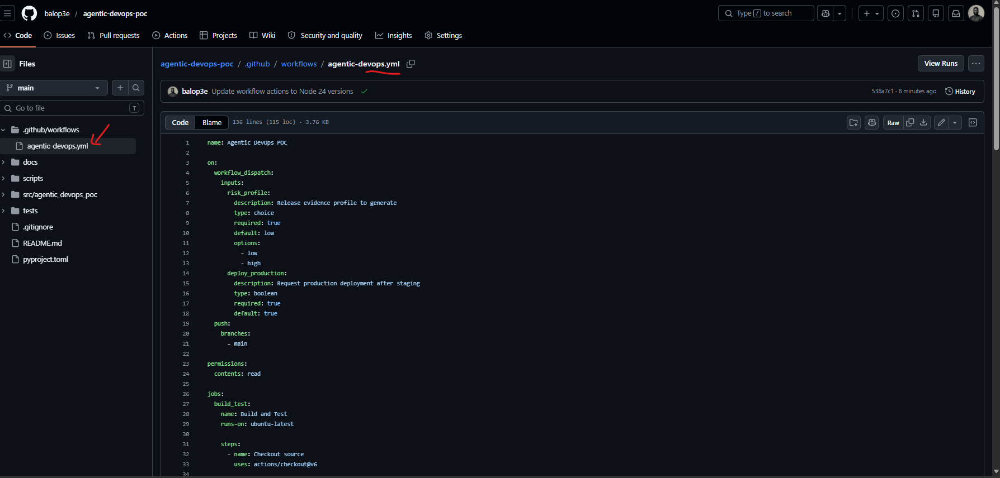 balop3e / agentic-devops-poc
Type / to search
Code
Issues
Pull requests
Actions
Projects
Wiki
Security and quality
Insights
Settings
Files
main
Go to file
T
.github/workflows
agentic-devops.yml
docs
scripts
src/agentic_devops_poc
tests
.gitignore
README.md
pyproject.toml
agentic-devops-poc / .github / workflows / agentic-devops.yml
View Runs
balop3e Update workflow actions to Node 24 versions
538a7c1 · 8 minutes ago
History
Code
Blame
136 lines (115 loc) · 3.76 KB
Raw
1 name: Agentic DevOps POC
2
3 on:
4 workflow_dispatch:
5 inputs:
6 risk_profile:
7 description: Release evidence profile to generate
8 type: choice
9 required: true
10 default: low
11 options:
12 - low
13 - high
14 deploy_production:
15 description: Request production deployment after staging
16 type: boolean
17 required: true
18 default: true
19 push:
20 branches:
21 - main
22
23 permissions:
24 contents: read
25
26 jobs:
27 build_test:
28 name: Build and Test
29 runs-on: ubuntu-latest
30
31 steps:
32 - name: Checkout source
33 uses: actions/checkout@v6
34